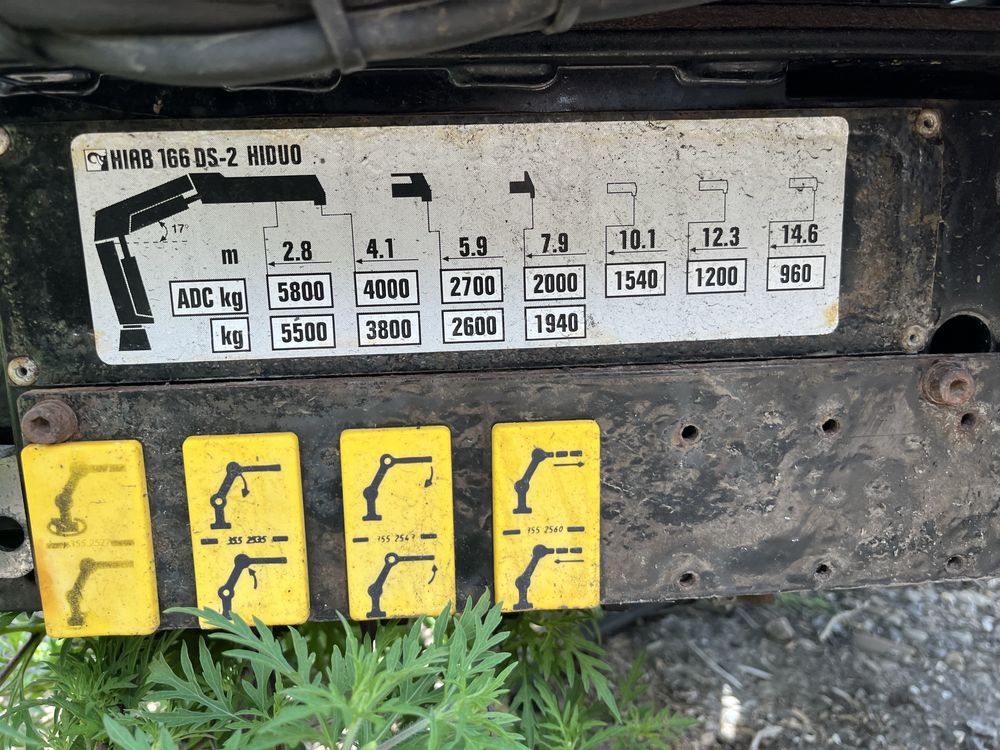 HIAB 166 DS-2 HIDUO
17°
m 2.8 4.1 5.9 7.9 10.1 12.3 14.6
ADC kg 5800 4000 2700 2000 1540 1200 960
kg 5500 3800 2600 1940
355 2535 355 2560